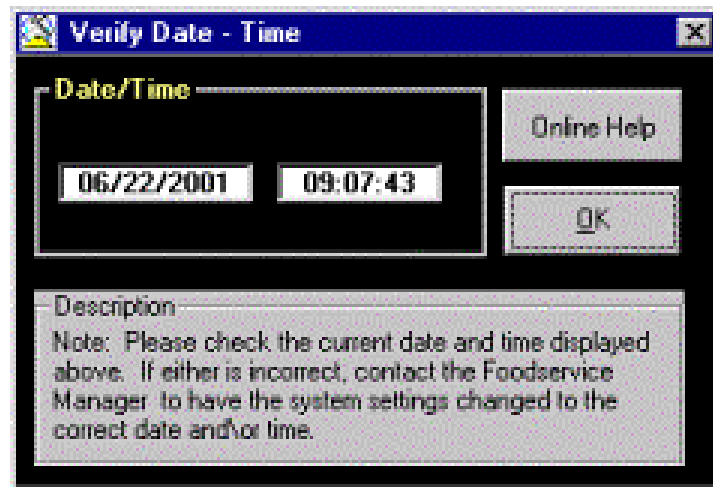 Verify Date - Time
Date/Time
06/22/2001 09:07:43
Online Help
OK
Description
Note: Please check the current date and time displayed
above. If either is incorrect, contact the Foodservice
Manager to have the system settings changed to the
correct date and\or time.